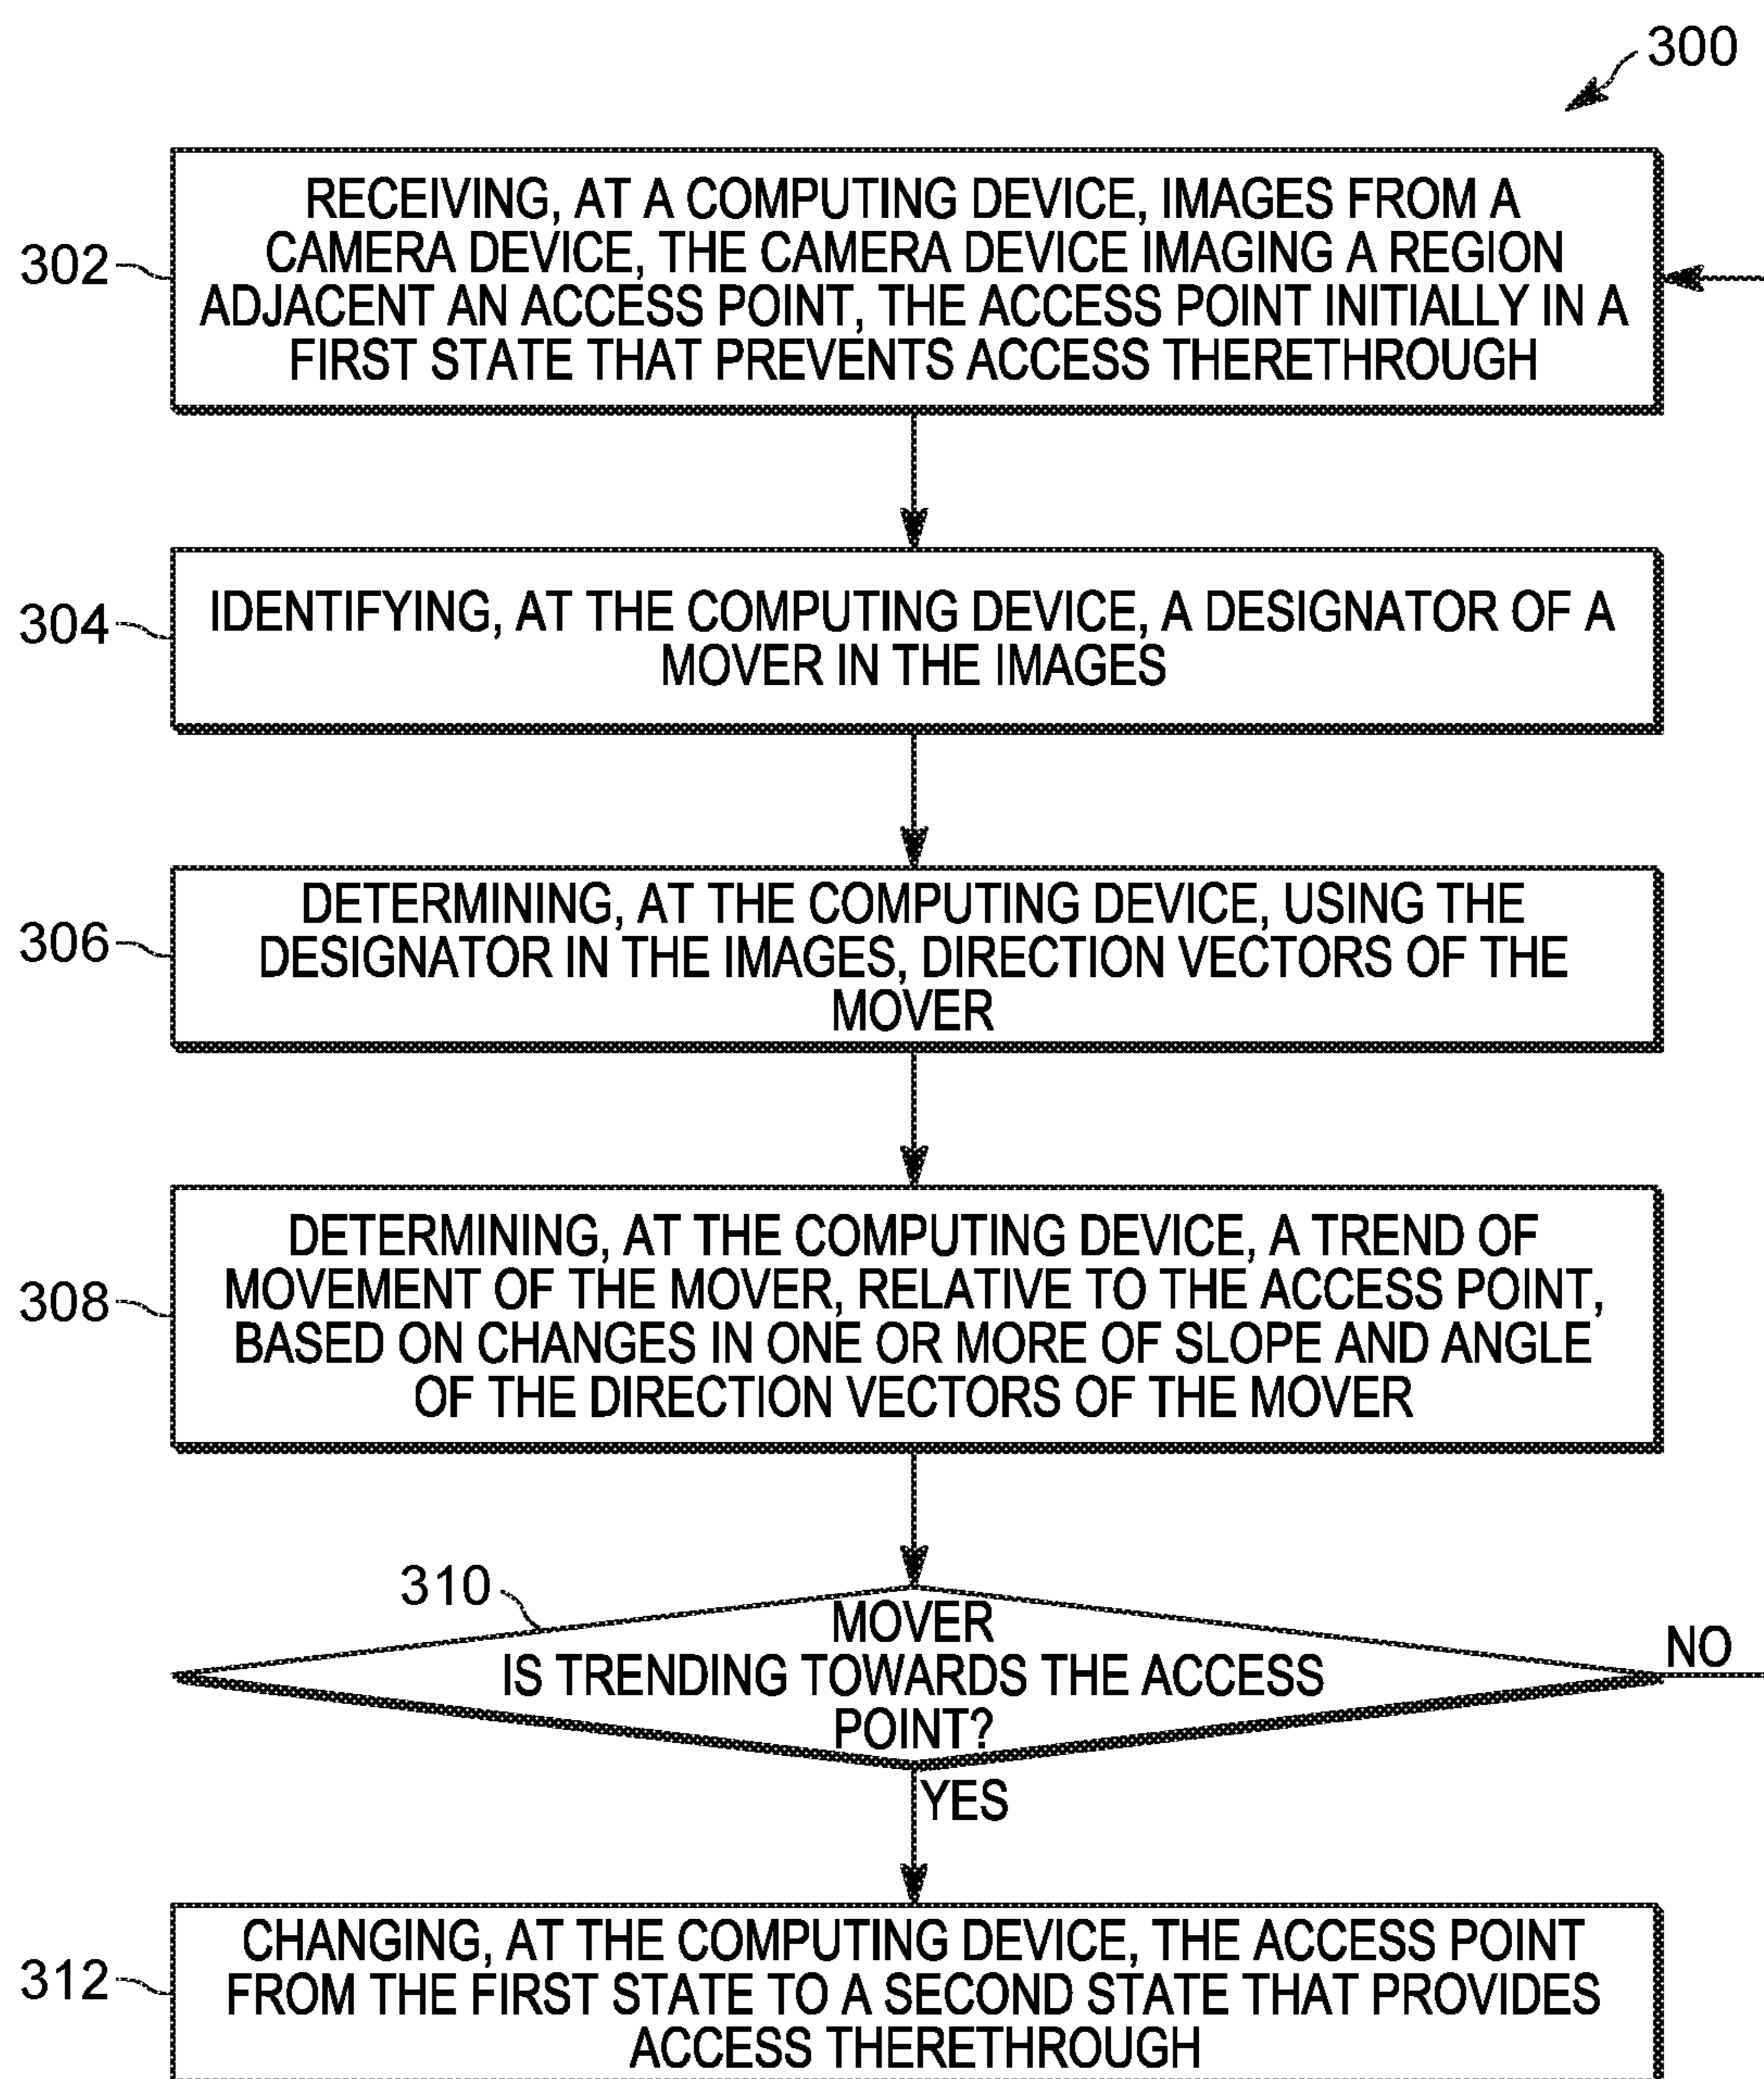 300
302
RECEIVING, AT A COMPUTING DEVICE, IMAGES FROM A
CAMERA DEVICE, THE CAMERA DEVICE IMAGING A REGION
ADJACENT AN ACCESS POINT, THE ACCESS POINT INITIALLY IN A
FIRST STATE THAT PREVENTS ACCESS THERETHROUGH
304
IDENTIFYING, AT THE COMPUTING DEVICE, A DESIGNATOR OF A
MOVER IN THE IMAGES
306
DETERMINING, AT THE COMPUTING DEVICE, USING THE
DESIGNATOR IN THE IMAGES, DIRECTION VECTORS OF THE
MOVER
308
DETERMINING, AT THE COMPUTING DEVICE, A TREND OF
MOVEMENT OF THE MOVER, RELATIVE TO THE ACCESS POINT,
BASED ON CHANGES IN ONE OR MORE OF SLOPE AND ANGLE
OF THE DIRECTION VECTORS OF THE MOVER
310
MOVER
IS TRENDING TOWARDS THE ACCESS
POINT?
NO
YES
312
CHANGING, AT THE COMPUTING DEVICE, THE ACCESS POINT
FROM THE FIRST STATE TO A SECOND STATE THAT PROVIDES
ACCESS THERETHROUGH